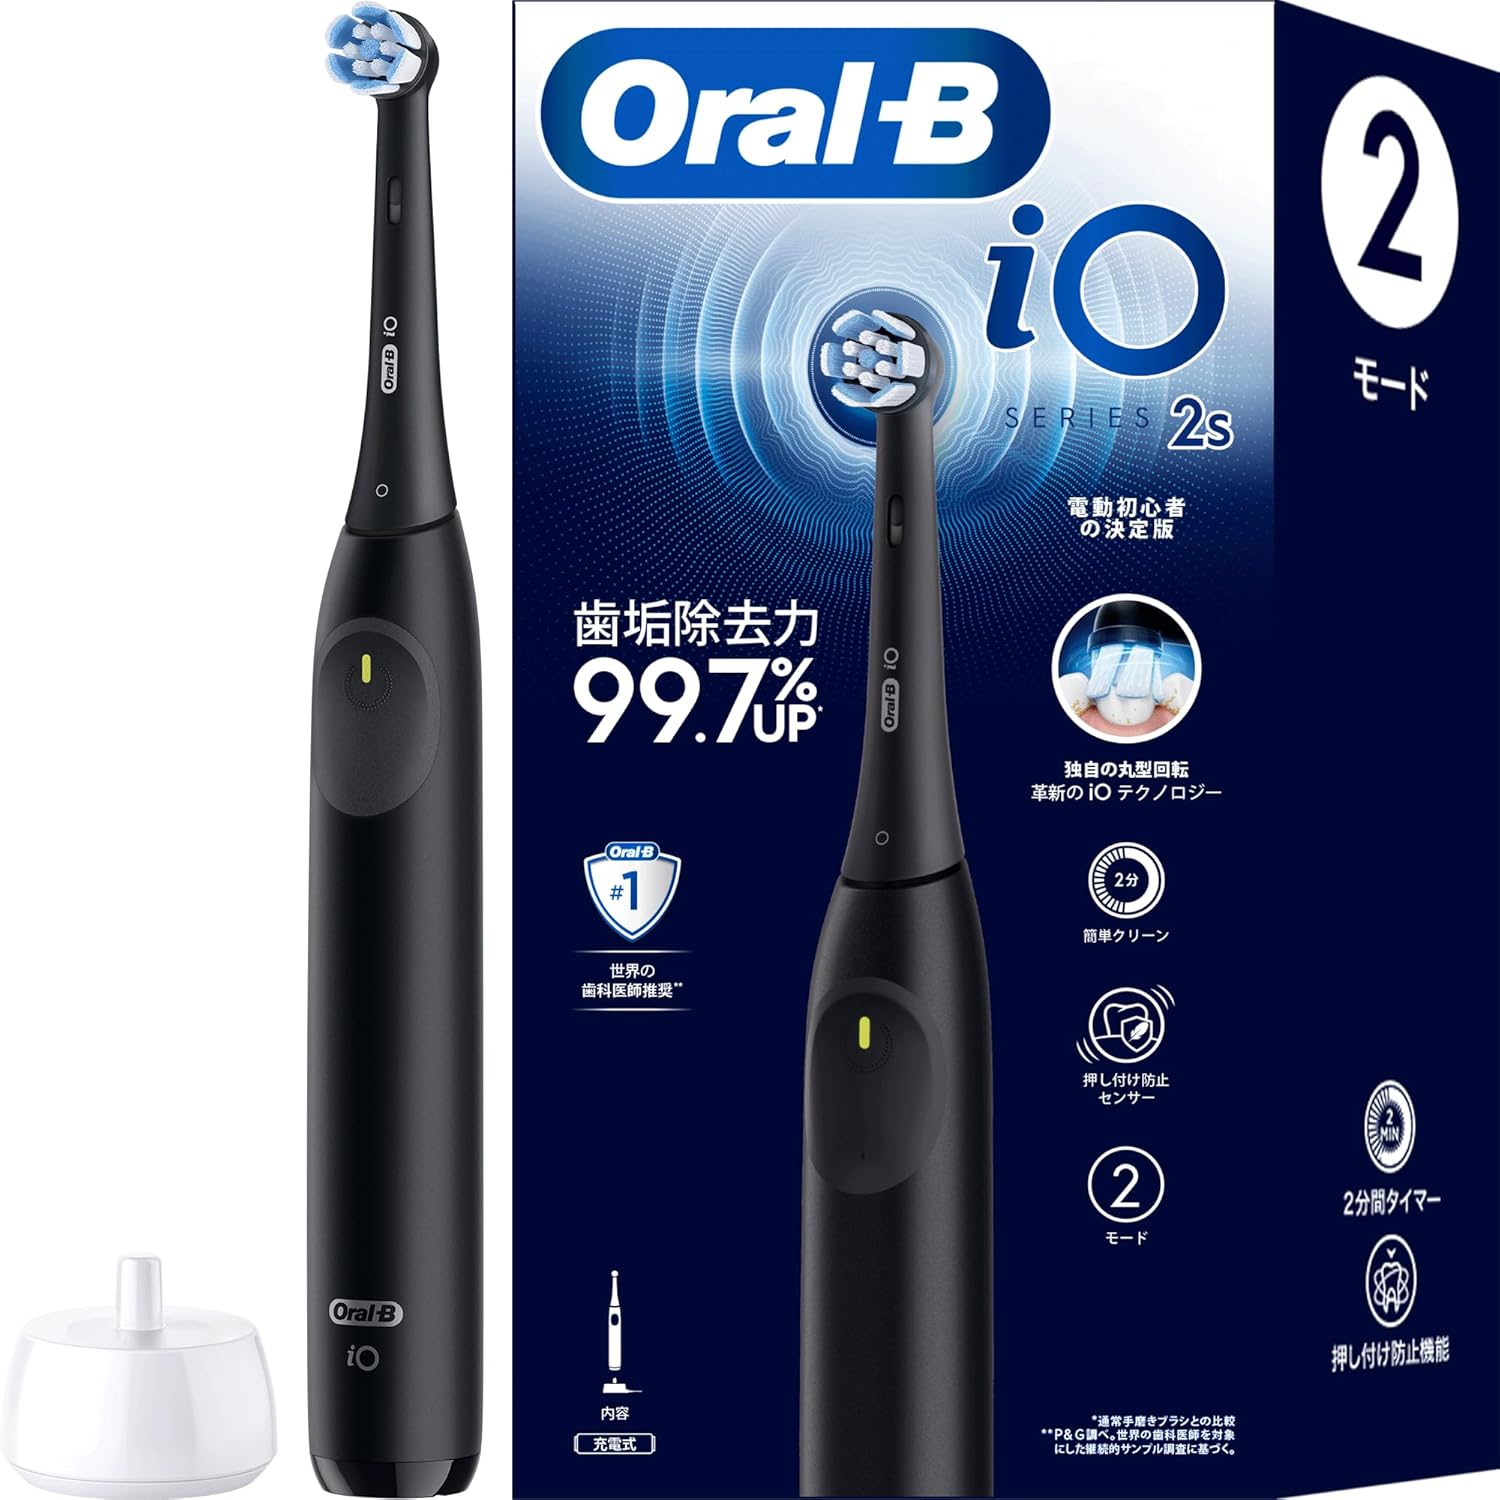 Oral-B iO
Oral-B
iO
Oral-B
iO
SERIES 2s
電動初心者
の決定版
歯垢除去力
99.7%UP*
Oral-B iO
独自の丸型回転
革新の iO テクノロジー
Oral-B
#1
世界の
歯科医師推奨**
2分
簡単クリーン
押し付け防止
センサー
2
モード
内容
充電式
*通常手磨きブラシとの比較
**P&G調べ。世界の歯科医師を対象
にした継続的サンプル調査に基づく。
2
モード
2
MIN
2分間タイマー
押し付け防止機能